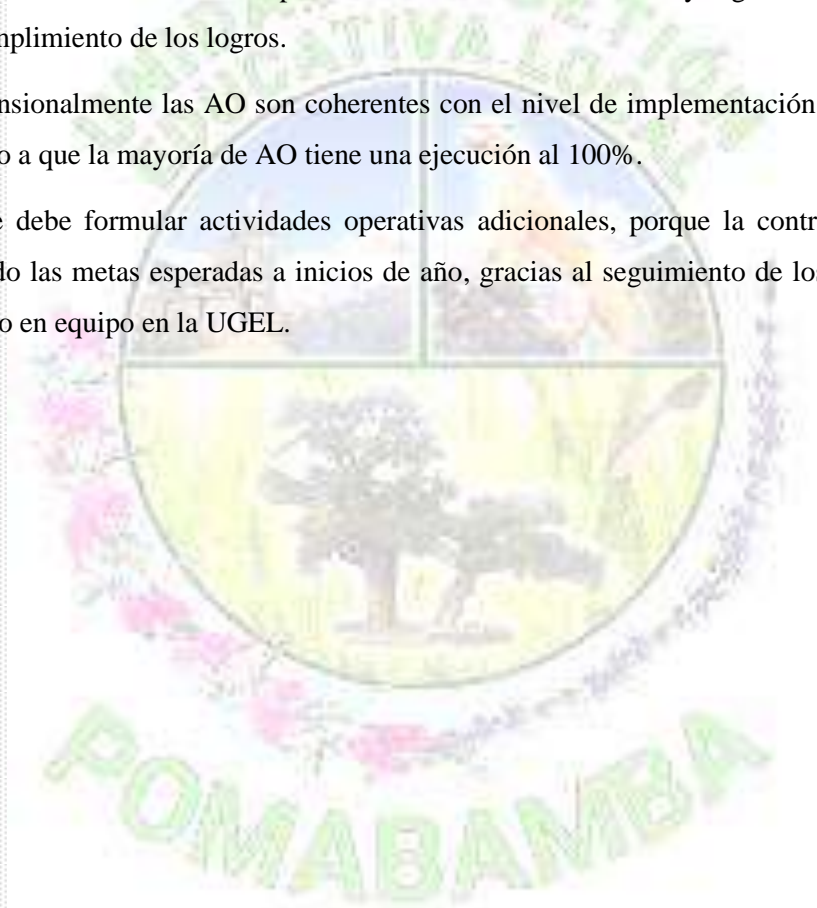 mplimiento de los logros.
nsionalmente las AO son coherentes con el nivel de implementación
o a que la mayoría de AO tiene una ejecución al 100%.
e debe formular actividades operativas adicionales, porque la contr
do las metas esperadas a inicios de año, gracias al seguimiento de los
o en equipo en la UGEL.
POMABAMBA